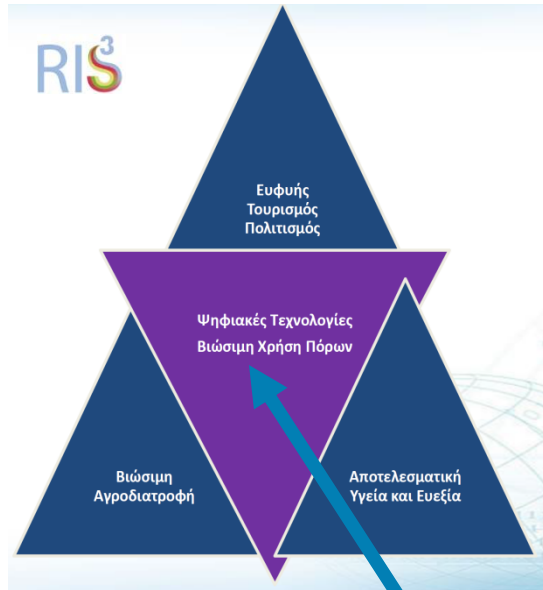 RIS3
Ευφυής
Τουρισμός
Πολιτισμός
Ψηφιακές Τεχνολογίες
Βιώσιμη Χρήση Πόρων
Βιώσιμη
Αγροδιατροφή
Αποτελεσματική
Υγεία και Ευεξία